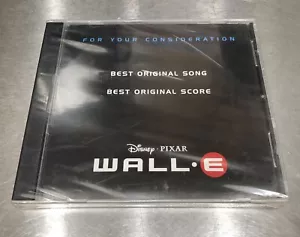 FOR YOUR CONSIDERATION
BEST ORIGINAL SONG
BEST ORIGINAL SCORE
Disney · PIXAR
WALL·E